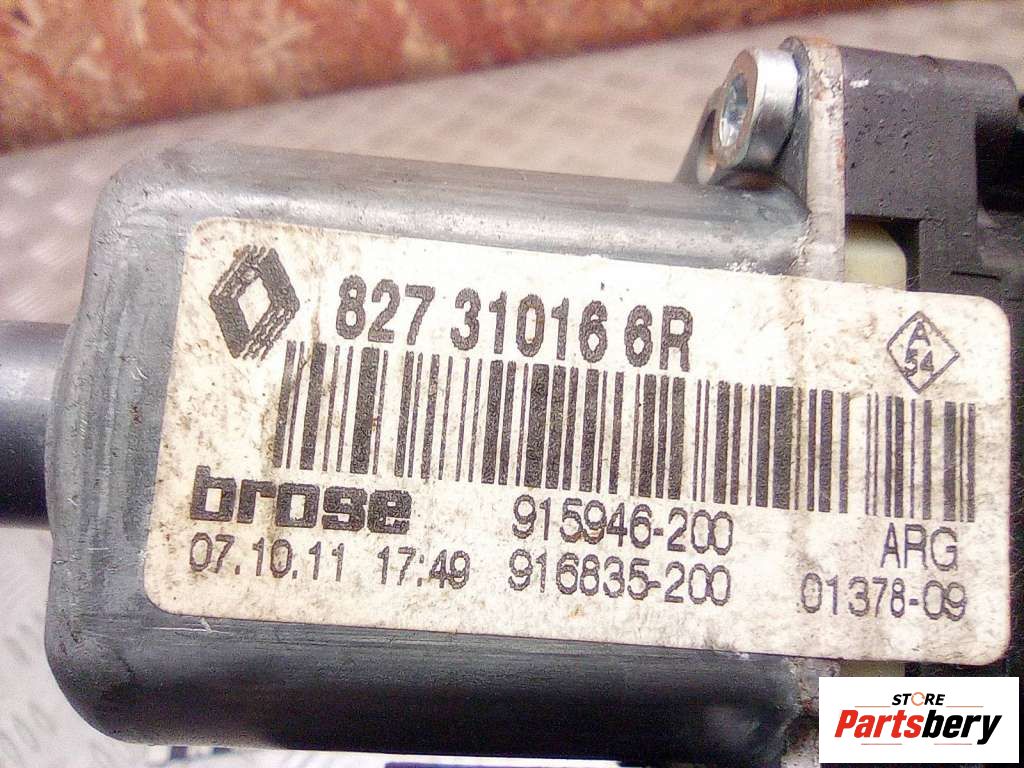 827 31016 6R
A
54
brose
915946-200
ARG
07.10.11 17:49
916835-200
01378-09
STORE
Partsbery